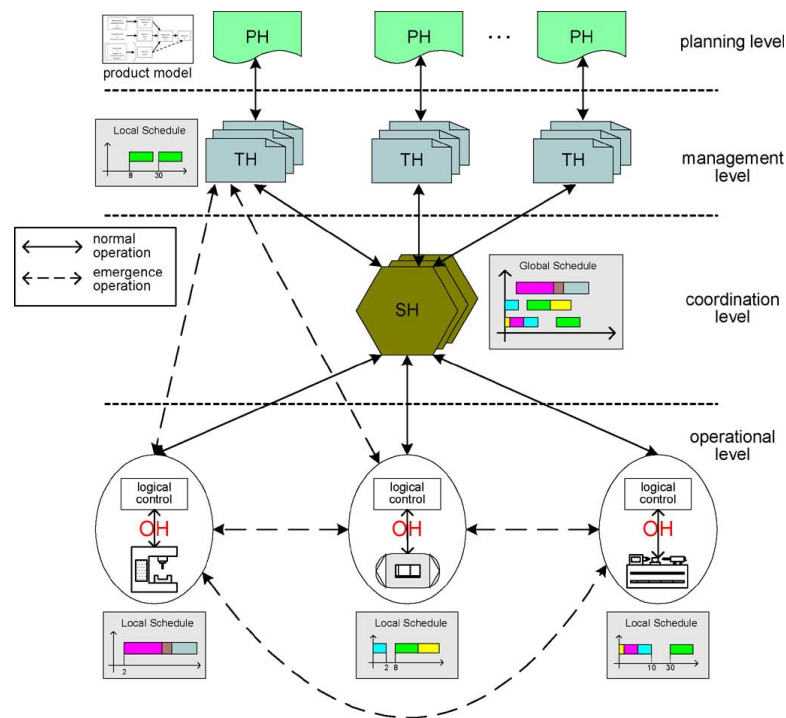 PH
PH
...
PH
planning level
product model
Local Schedule
8
30
TH
TH
TH
management
level
normal
operation
emergence
operation
SH
Global Schedule
coordination
level
operational
level
logical
control
OH
logical
control
OH
logical
control
OH
Local Schedule
2
Local Schedule
2
8
Local Schedule
10
30